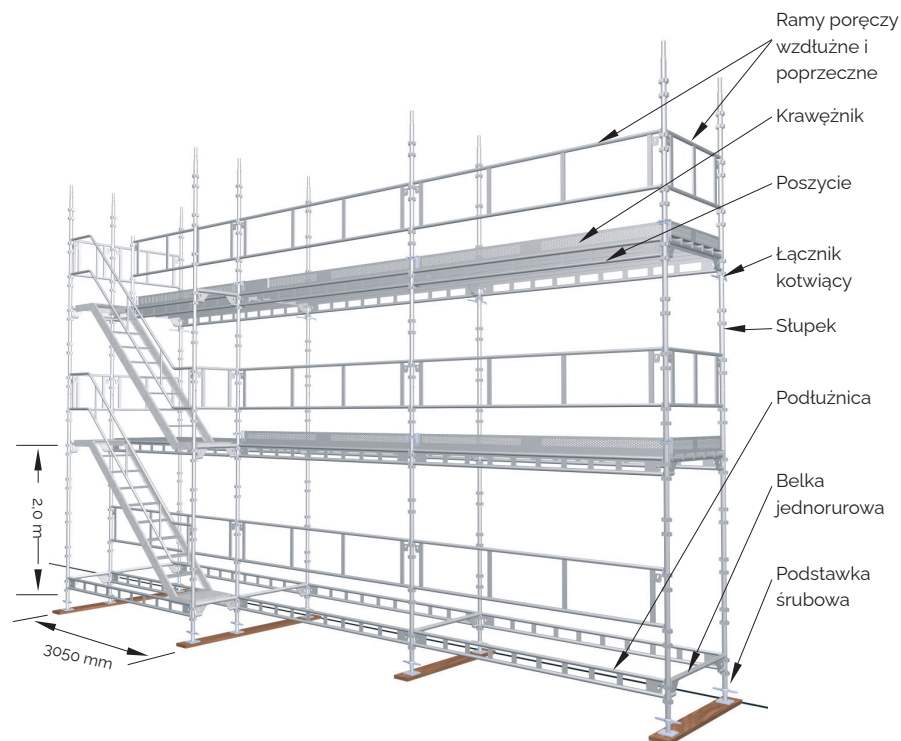 Ramy poręczy
wzdłużne i
poprzeczne
Krawężnik
Poszycie
Łącznik
kotwiący
Słupek
Podłużnica
Belka
jednorurowa
Podstawka
śrubowa
2,0 m
3050 mm